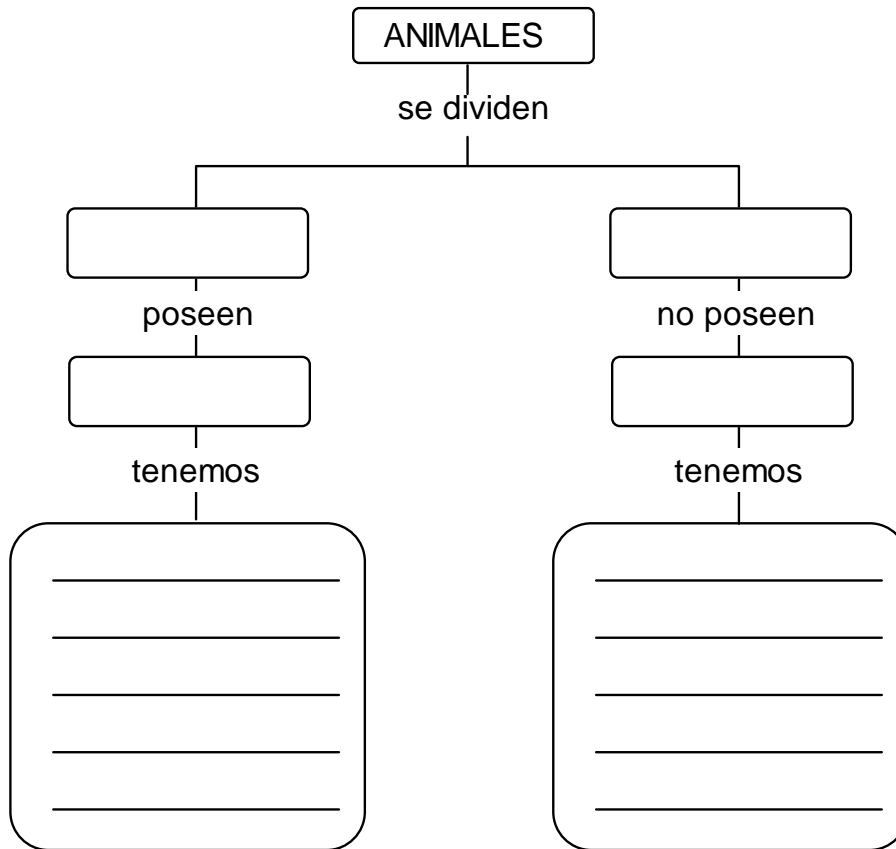 ANIMALES
se dividen
poseen
no poseen
tenemos
tenemos